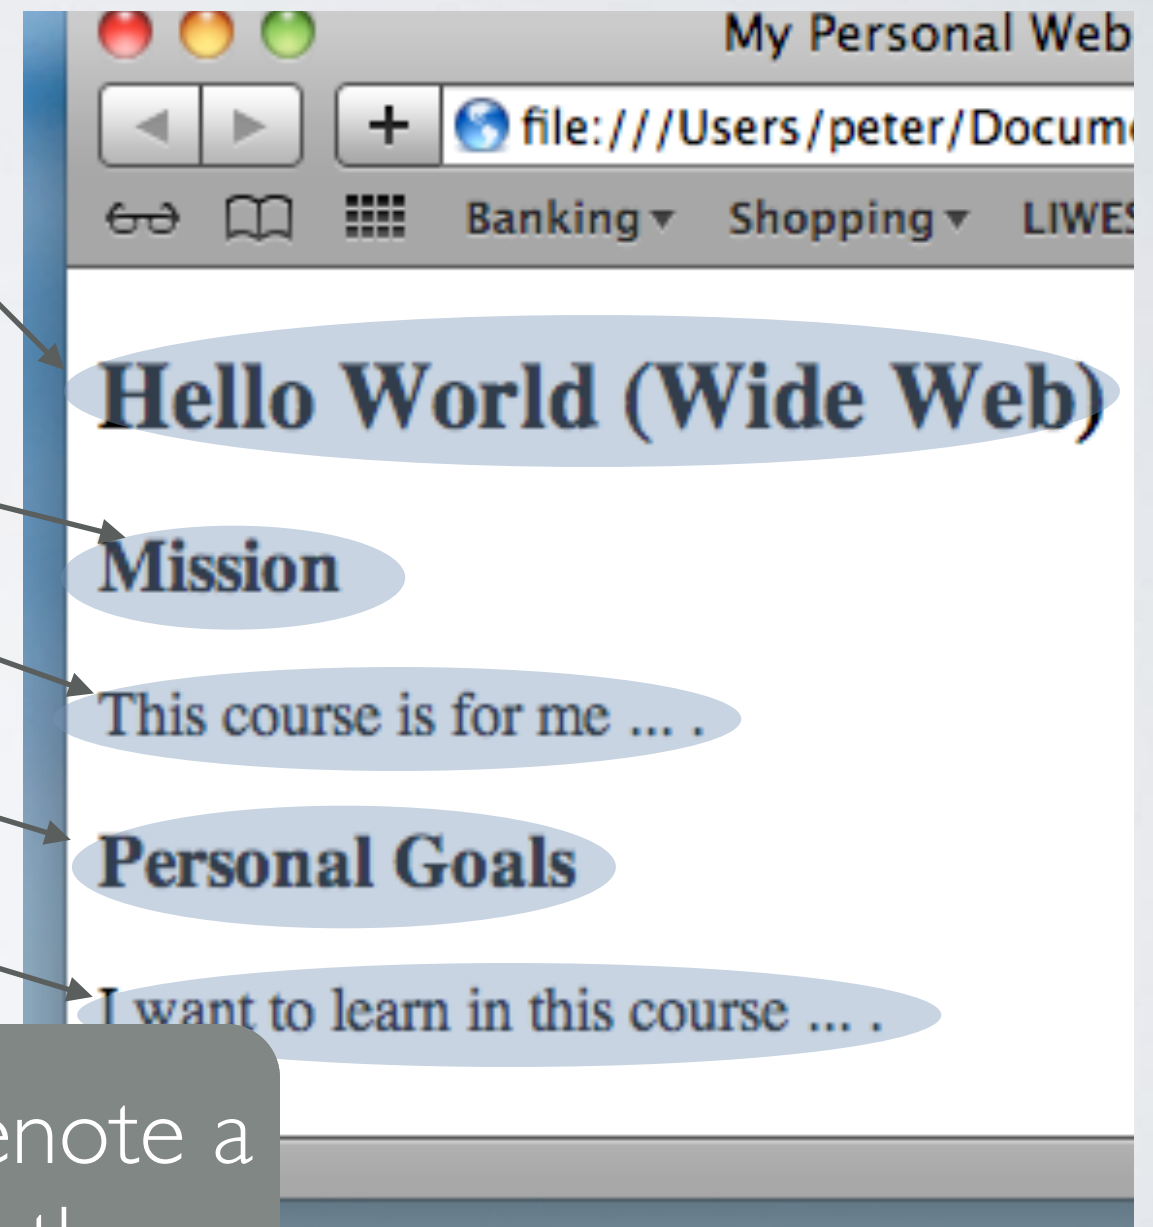 My Personal Web
file:///Users/peter/Docum
Banking Shopping LIWES
Hello World (Wide Web)
Mission
This course is for me ... .
Personal Goals
I want to learn in this course ... .
enote a